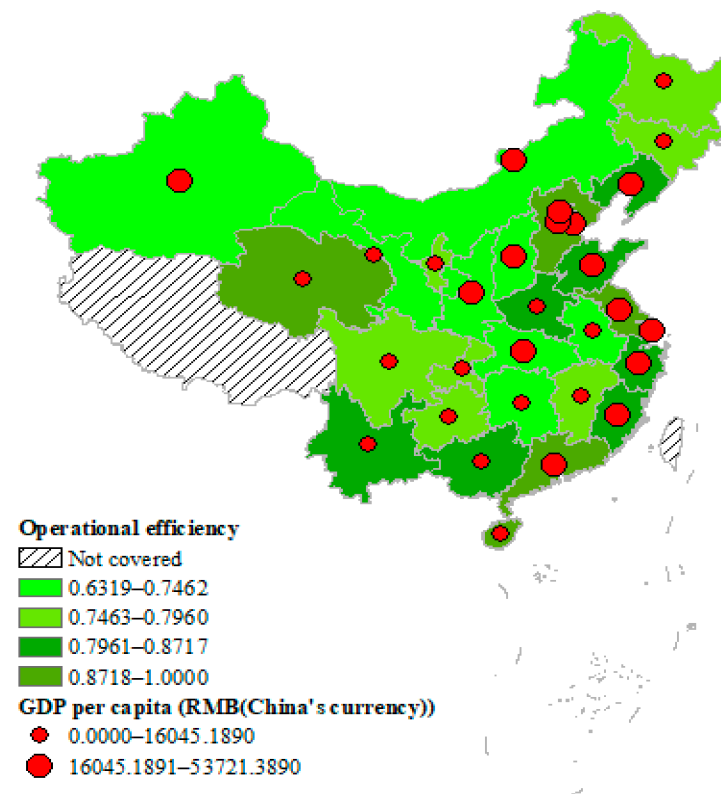 Operational efficiency
Not covered
0.6319–0.7462
0.7463–0.7960
0.7961–0.8717
0.8718–1.0000
GDP per capita (RMB(China's currency))
0.0000–16045.1890
16045.1891–53721.3890